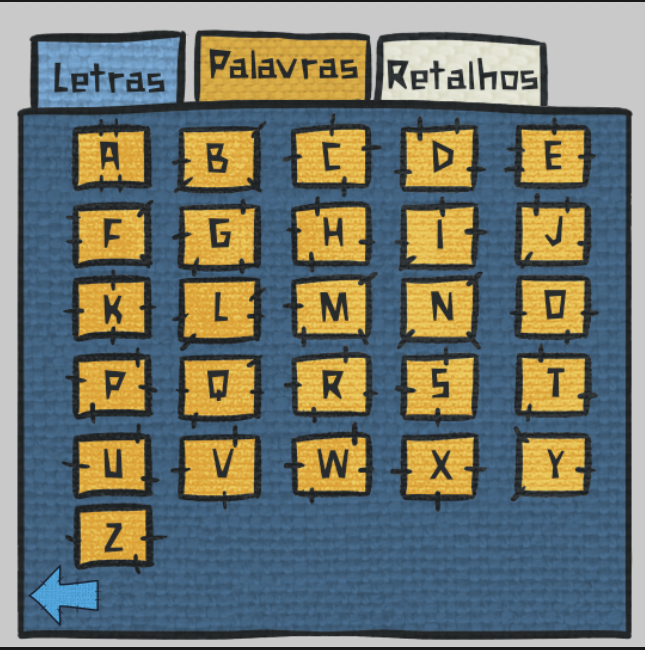 Letras Palavras Retalhos
A B C D E
F G H I J
K L M N O
P Q R S T
U V W X Y
Z